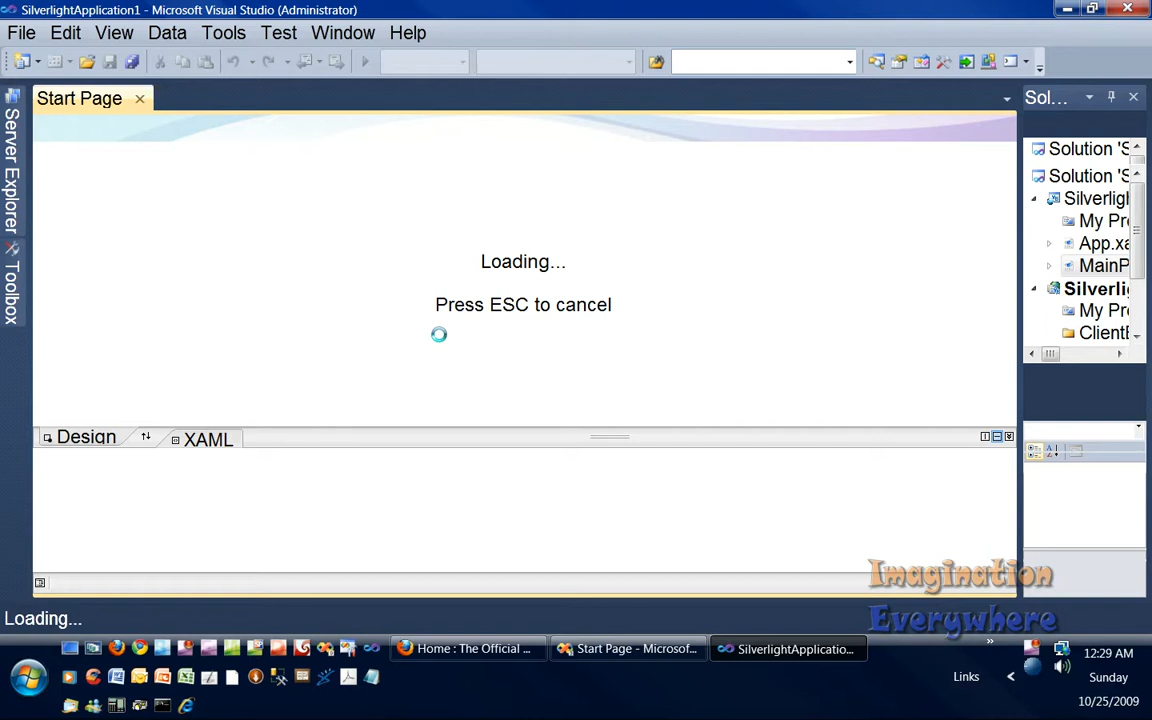 SilverlightApplication1 - Microsoft Visual Studio (Administrator)
File Edit View Data Tools Test Window Help
Start Page
Sol...
Server Explorer
Toolbox
Solution 'S
Solution 'S
Silverligh
My Pr
App.xa
MainP
Silverli
My Pr
ClientB
Loading...
Press ESC to cancel
Design
XAML
Imagination
Everywhere
Loading...
Home : The Official ...
Start Page - Microsof...
SilverlightApplicatio...
Links
12:29 AM
Sunday
10/25/2009